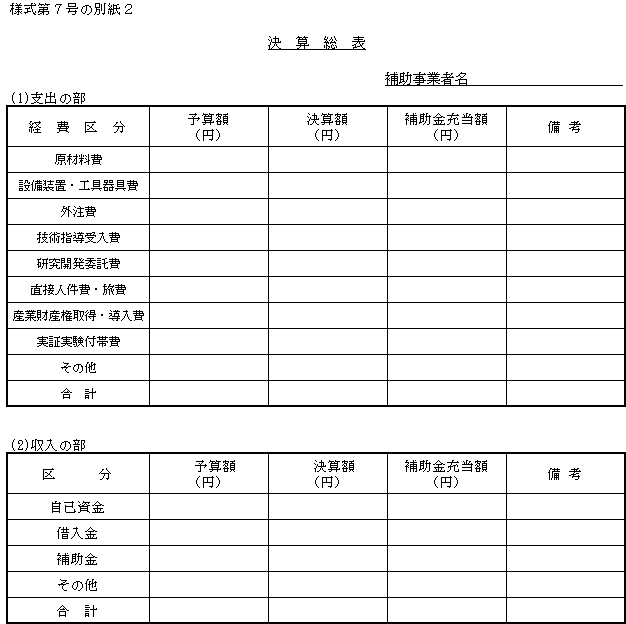 様式第７号の別紙２
決　算　総　表
補助事業者名
(1)支出の部
経　費　区　分　予算額（円）　決算額（円）　補助金充当額（円）　備　考
原材料費
設備装置・工具器具費
外注費
技術指導受入費
研究開発委託費
直接人件費・旅費
産業財産権取得・導入費
実証実験付帯費
その他
合　計
(2)収入の部
区　　　分　予算額（円）　決算額（円）　補助金充当額（円）　備　考
自己資金
借入金
補助金
その他
合　計